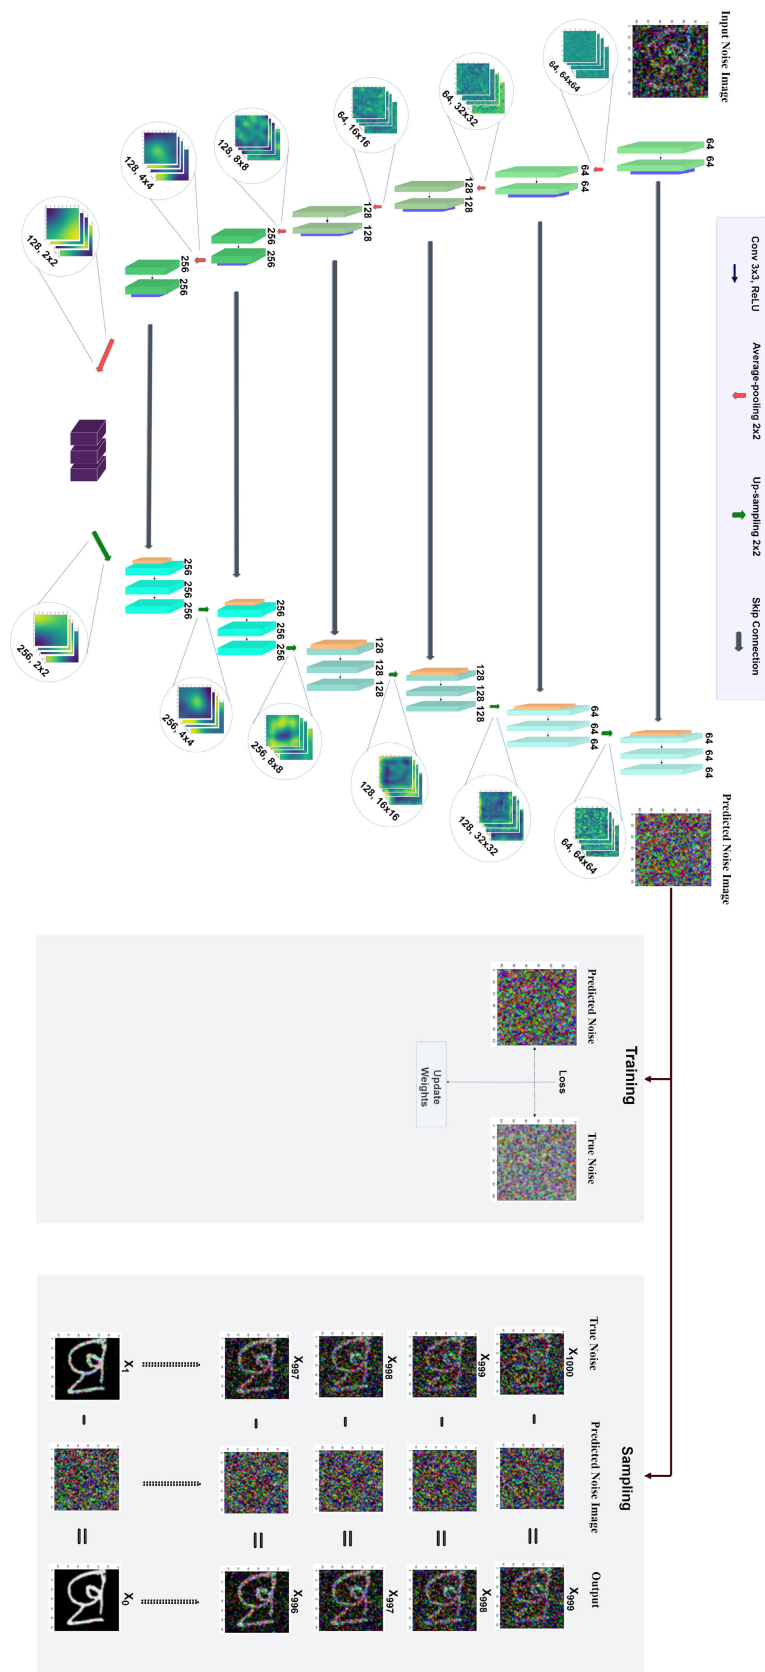 Input Noise Image
64 64
64, 64x64
64 64
64, 32x32
128 128
64, 16x16
128 128
128, 8x8
256 256
128, 4x4
256 256
128, 2x2
Conv 3x3, ReLU
Average-pooling 2x2
Up-sampling 2x2
Skip Connection
256, 2x2
256 256 256
256, 4x4
256 256 256
256, 8x8
128 128 128
128, 16x16
128 128 128
128, 32x32
64 64 64
64, 64x64
64 64 64
Predicted Noise Image
Training
Predicted Noise
Loss
True Noise
Update
Weights
Sampling
True Noise
Predicted Noise Image
Output
X1000
-
=
X999
X999
-
=
X998
X998
-
=
X997
X997
-
=
X996
X1
-
=
X0